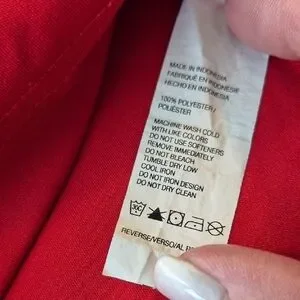 MADE IN INDONESIA
FABRIQUÉ EN INDONESIE
HECHO EN INDONESIA
100% POLYESTER/
POLIÉSTER
MACHINE WASH COLD
WITH LIKE COLORS
DO NOT USE SOFTENERS
REMOVE IMMEDIATELY
DO NOT BLEACH
TUMBLE DRY LOW
COOL IRON
DO NOT IRON DESIGN
DO NOT DRY CLEAN
30C
REVERSE/VERSO/AL